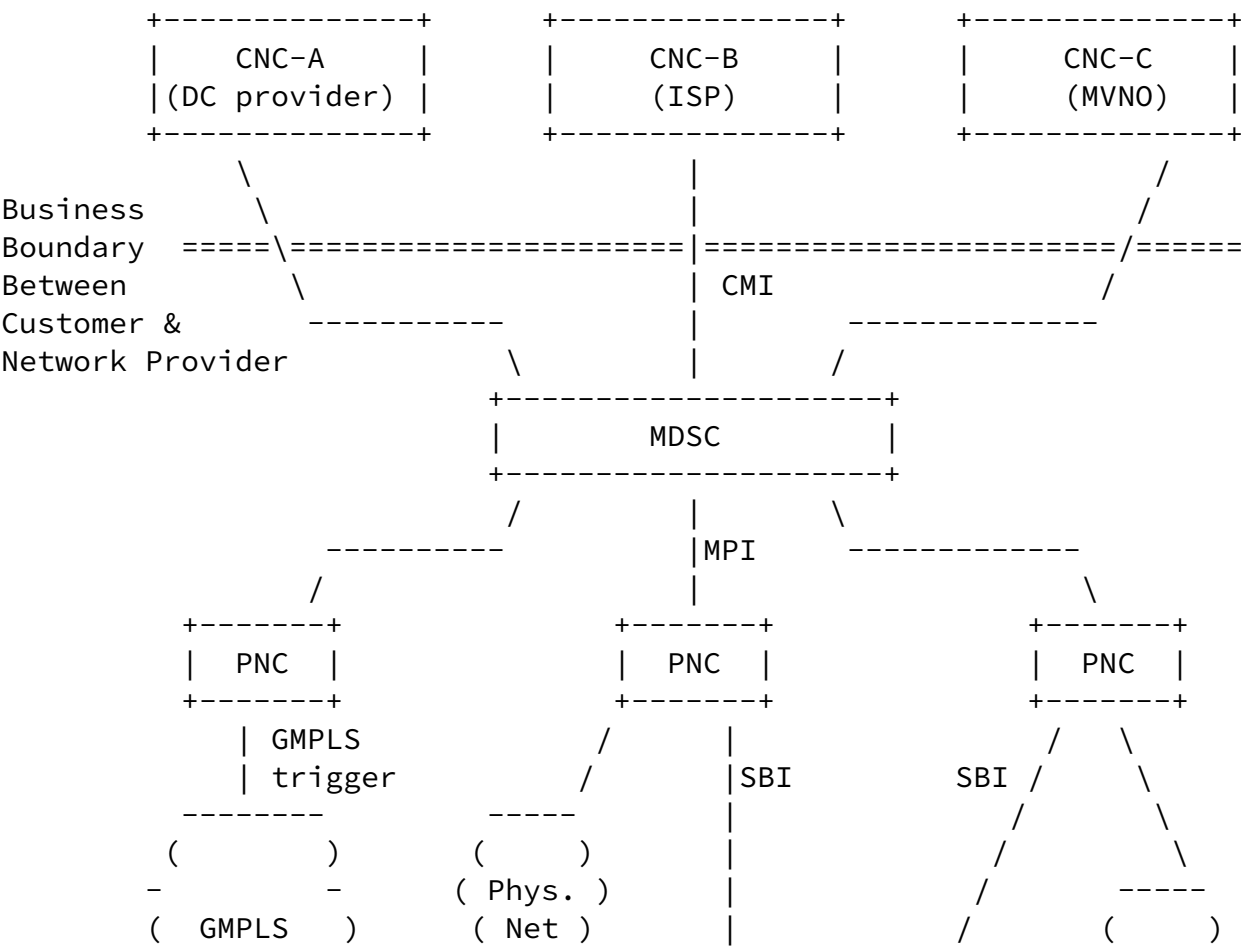 CNC-A CNC-B CNC-C
(DC provider) (ISP) (MVNO)
Business
Boundary
Between CMI
Customer &
Network Provider
MDSC
MPI
PNC PNC PNC
GMPLS
trigger SBI SBI
( Phys. )
( GMPLS ) ( Net ) ( )